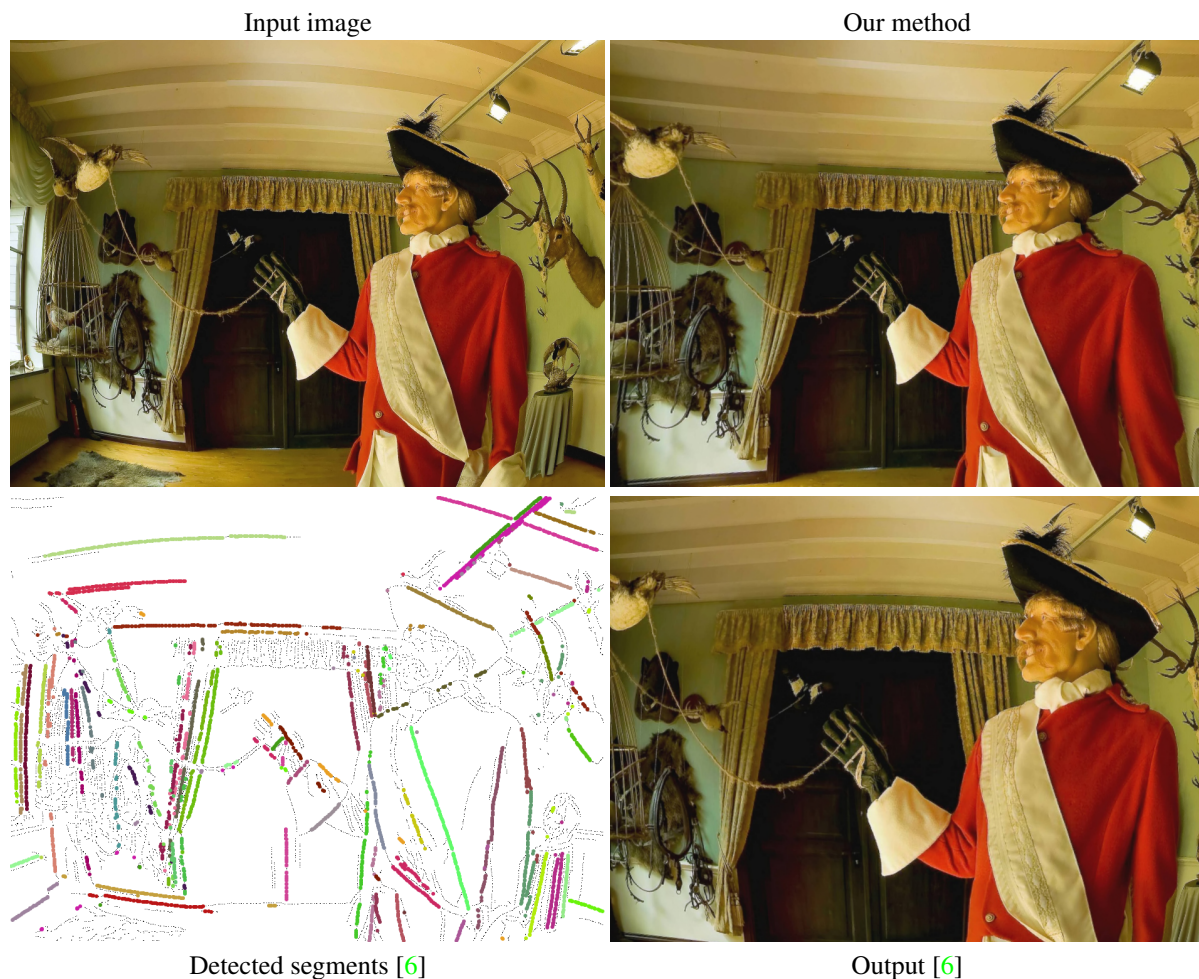 Input image
Our method
Detected segments [6]
Output [6]